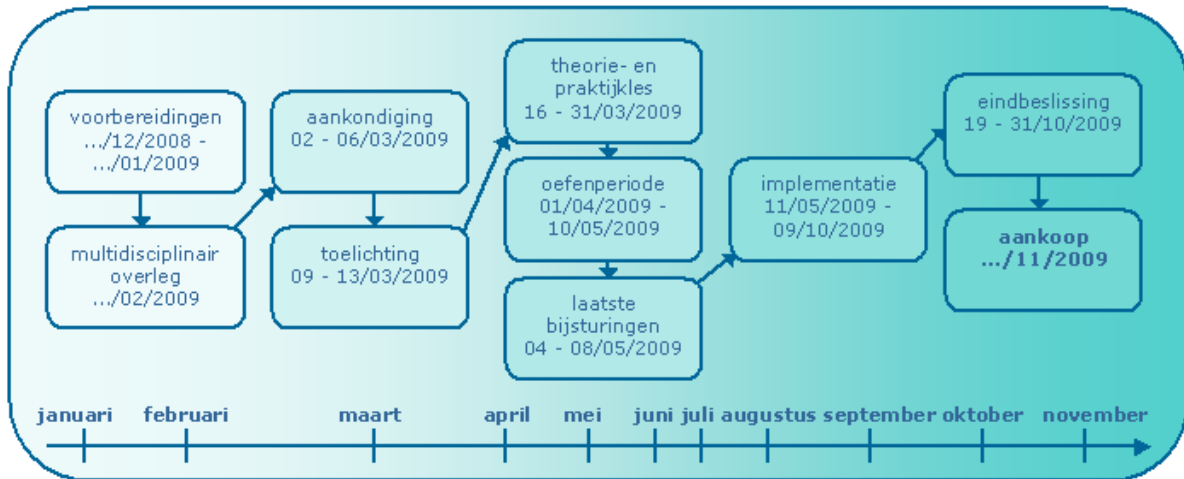 voorbereidingen
.../12/2008 -
.../01/2009
multidisciplinair
overleg
.../02/2009
aankondiging
02 - 06/03/2009
toelichting
09 - 13/03/2009
theorie- en
praktijkles
16 - 31/03/2009
oefenperiode
01/04/2009 -
10/05/2009
laatste
bijsturingen
04 - 08/05/2009
implementatie
11/05/2009 -
09/10/2009
eindbeslissing
19 - 31/10/2009
aankoop
.../11/2009
januari februari maart april mei juni juli augustus september oktober november